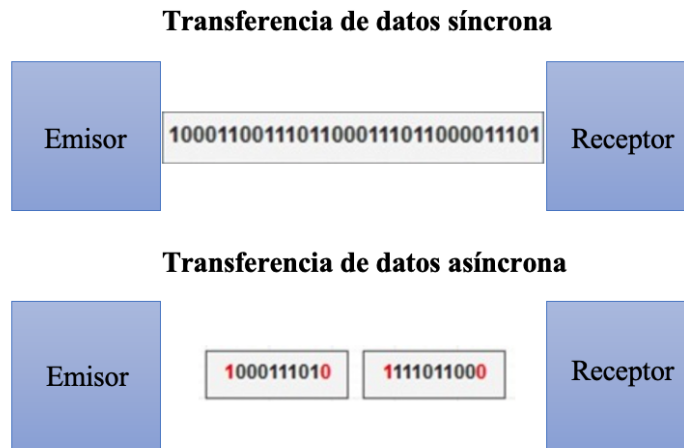 Transferencia de datos síncrona
Emisor
10001100111011000111011000011101
Receptor
Transferencia de datos asíncrona
Emisor
1000111010
1111011000
Receptor